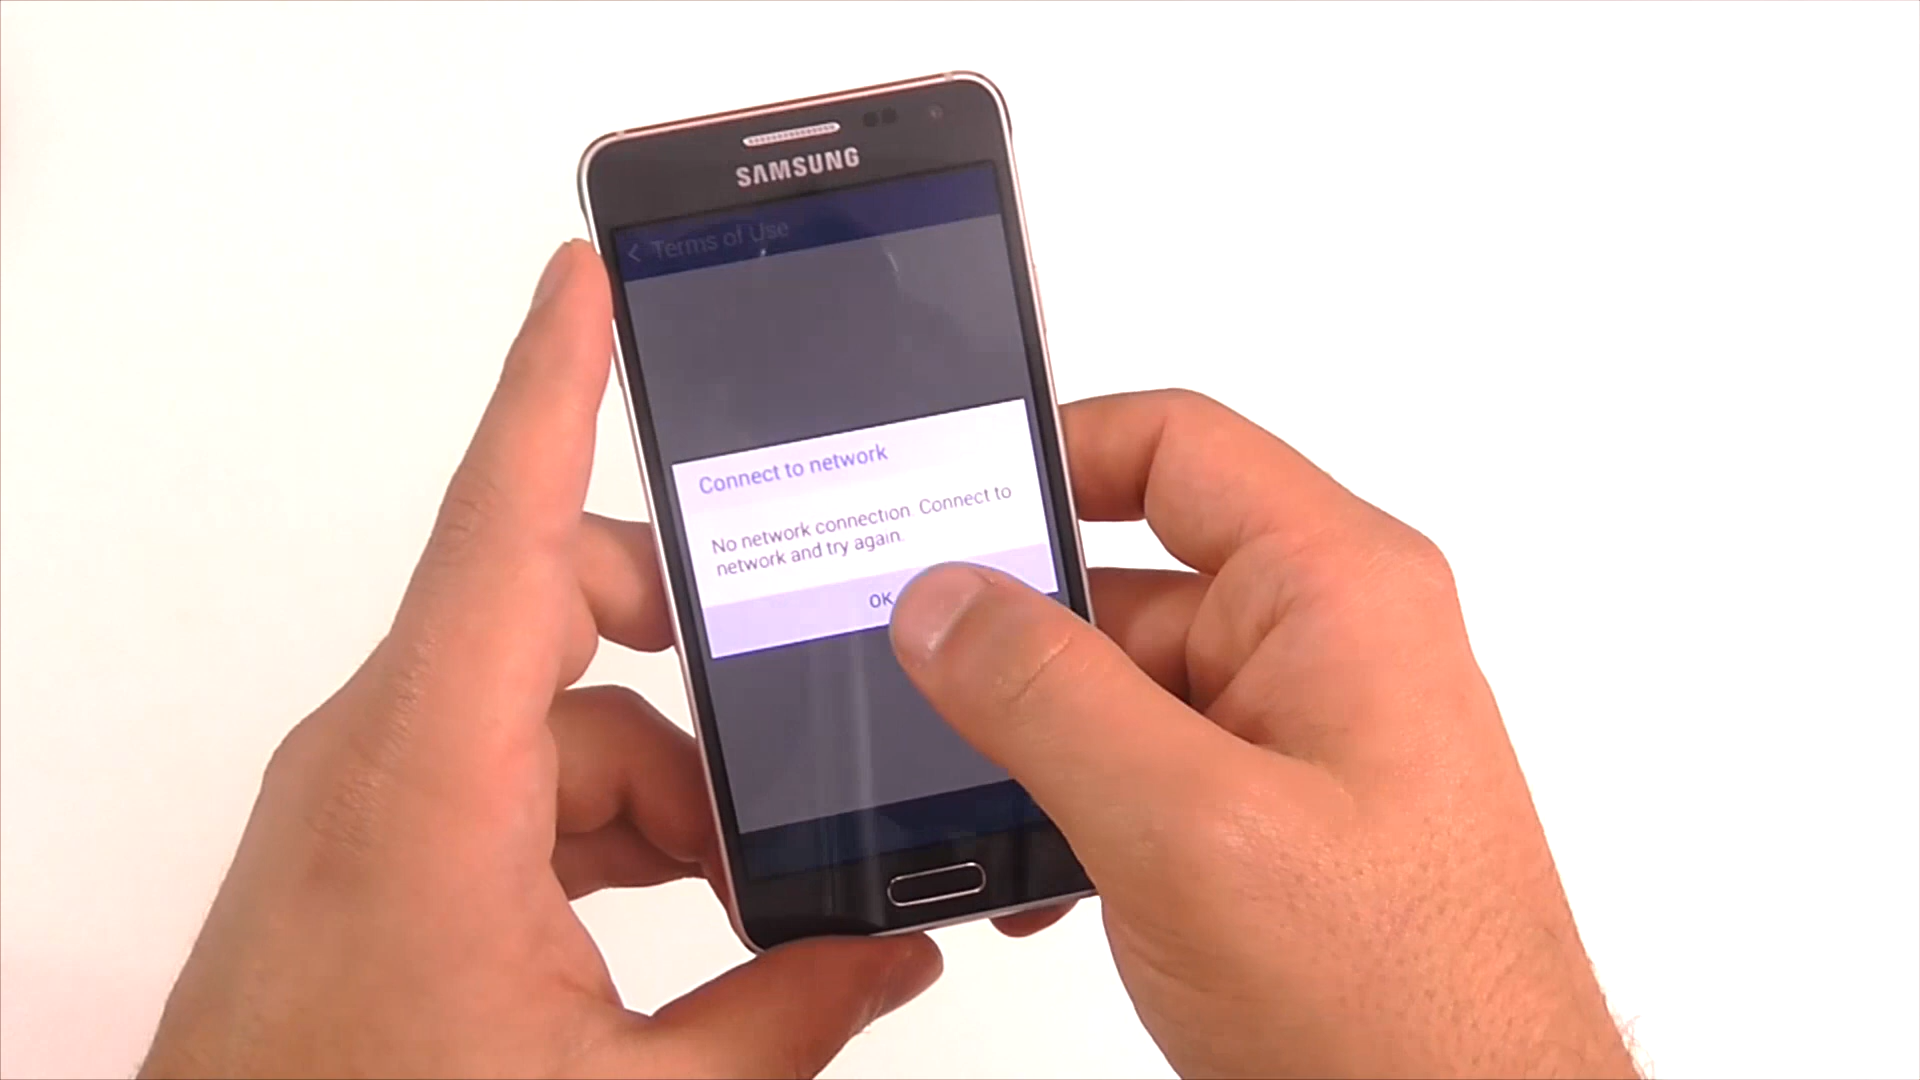 SAMSUNG
< Terms of Use
Connect to network
No network connection. Connect to
network and try again.
OK